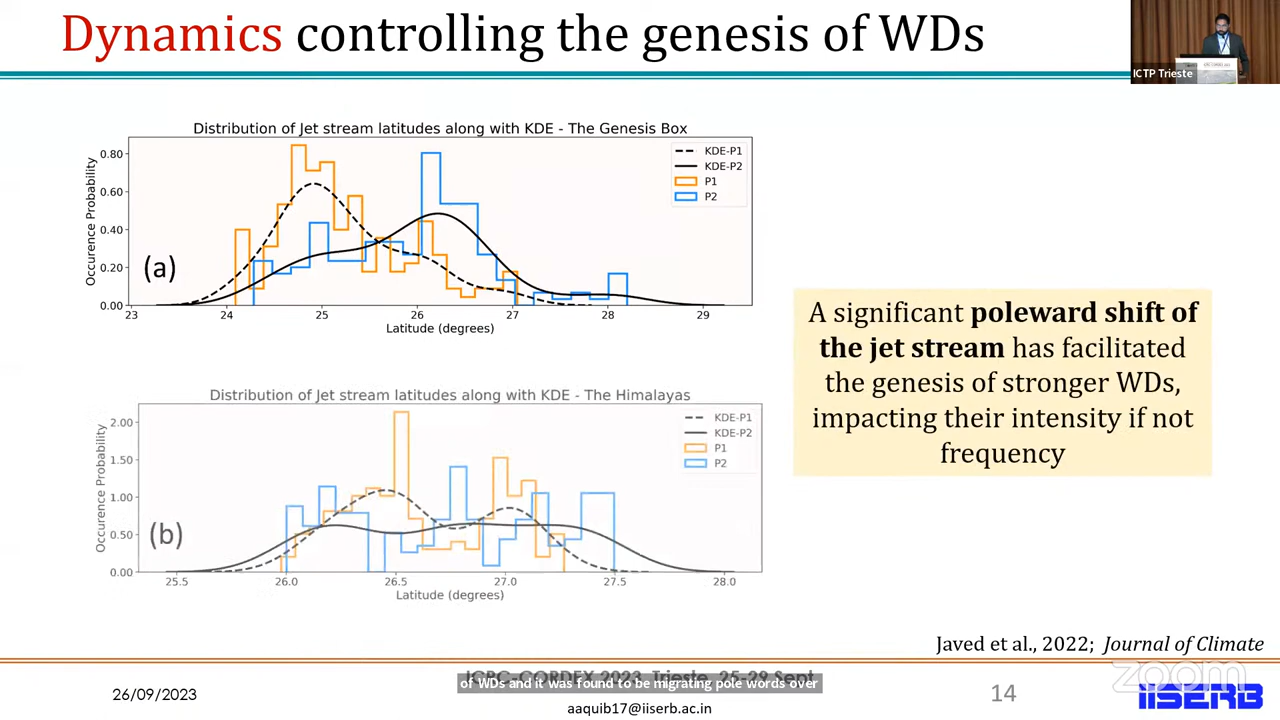 Dynamics controlling the genesis of WDs
ICTP Trieste
Distribution of Jet stream latitudes along with KDE - The Genesis Box
Occurence Probability
0.80
0.60
0.40
0.20
0.00
(a)
KDE-P1
KDE-P2
P1
P2
23 24 25 26 27 28 29
Latitude (degrees)
A significant poleward shift of
the jet stream has facilitated
the genesis of stronger WDs,
impacting their intensity if not
frequency
Distribution of Jet stream latitudes along with KDE - The Himalayas
Occurence Probability
2.00
1.50
1.00
0.50
0.00
(b)
KDE-P1
KDE-P2
P1
P2
25.5 26.0 26.5 27.0 27.5 28.0
Latitude (degrees)
Javed et al., 2022; Journal of Climate
zoom
ICRC-CORDEX 2023, Trieste, 25-29 Sept
of WDs and it was found to be migrating pole words over
26/09/2023
aaquib17@iiserb.ac.in
14
IISERB